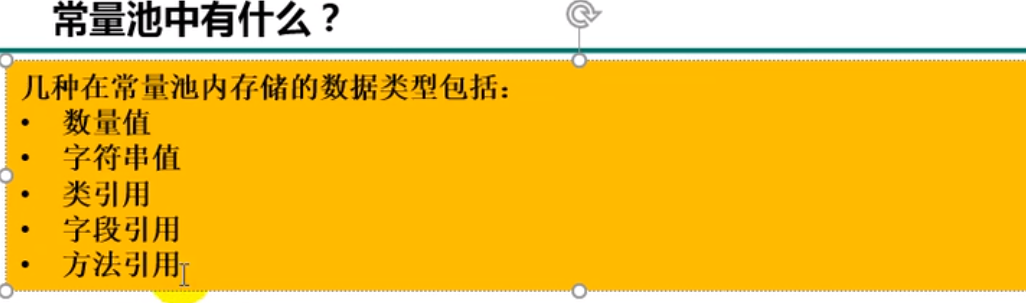 常量池中有什么？
几种在常量池内存储的数据类型包括：
• 数量值
• 字符串值
• 类引用
• 字段引用
• 方法引用